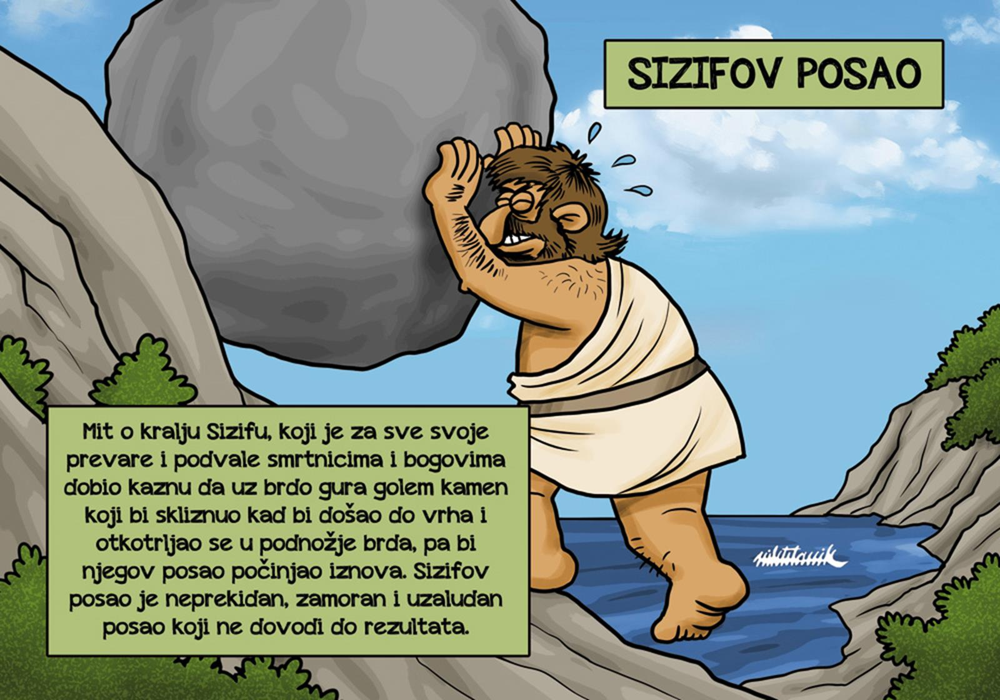 SIZIFOV POSAO
Mit o kralju Sizifu, koji je za sve svoje
prevare i podvale smrtnicima i bogovima
dobio kaznu da uz brdo gura golem kamen
koji bi skliznuo kad bi došao do vrha i
otkotrljao se u podnožje brda, pa bi
njegov posao počinjao iznova. Sizifov
posao je neprekidan, zamoran i uzaludan
posao koji ne dovodi do rezultata.
niktitanik